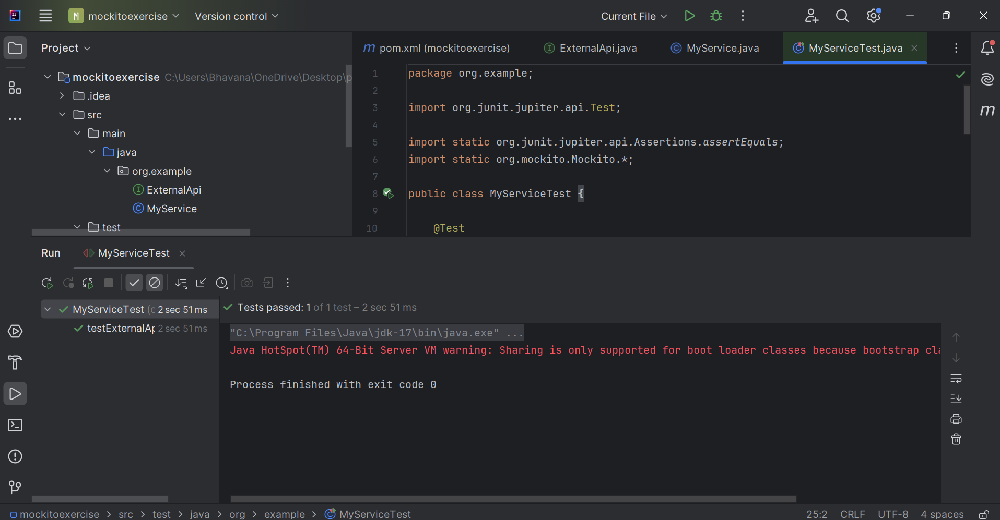 M mockitoexercise Version control Current File
Project
mockitoexercise C:\Users\Bhavana\OneDrive\Desktop\p
.idea
src
main
java
org.example
ExternalApi
MyService
test
pom.xml (mockitoexercise) ExternalApi.java MyService.java MyServiceTest.java
1 package org.example;
2
3 import org.junit.jupiter.api.Test;
4
5 import static org.junit.jupiter.api.Assertions.assertEquals;
6 import static org.mockito.Mockito.*;
7
8 public class MyServiceTest {
9
10 @Test
Run MyServiceTest
MyServiceTest (o 2 sec 51 ms
testExternalAp 2 sec 51 ms
Tests passed: 1 of 1 test – 2 sec 51 ms
"C:\Program Files\Java\jdk-17\bin\java.exe" ...
Java HotSpot(TM) 64-Bit Server VM warning: Sharing is only supported for boot loader classes because bootstrap cla
Process finished with exit code 0
mockitoexercise > src > test > java > org > example > MyServiceTest 25:2 CRLF UTF-8 4 spaces